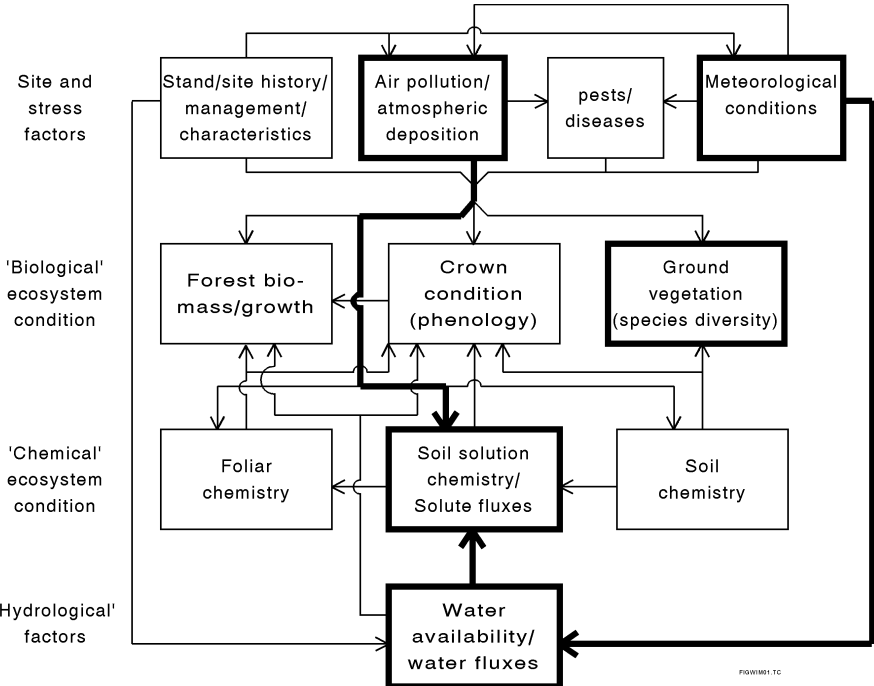 Site and
stress
factors
Stand/site history/
management/
characteristics
Air pollution/
atmospheric
deposition
pests/
diseases
Meteorological
conditions
'Biological'
ecosystem
condition
Forest bio-
mass/growth
Crown
condition
(phenology)
Ground
vegetation
(species diversity)
'Chemical'
ecosystem
condition
Foliar
chemistry
Soil solution
chemistry/
Solute fluxes
Soil
chemistry
Hydrological'
factors
Water
availability/
water fluxes
FIGWIM01.TC